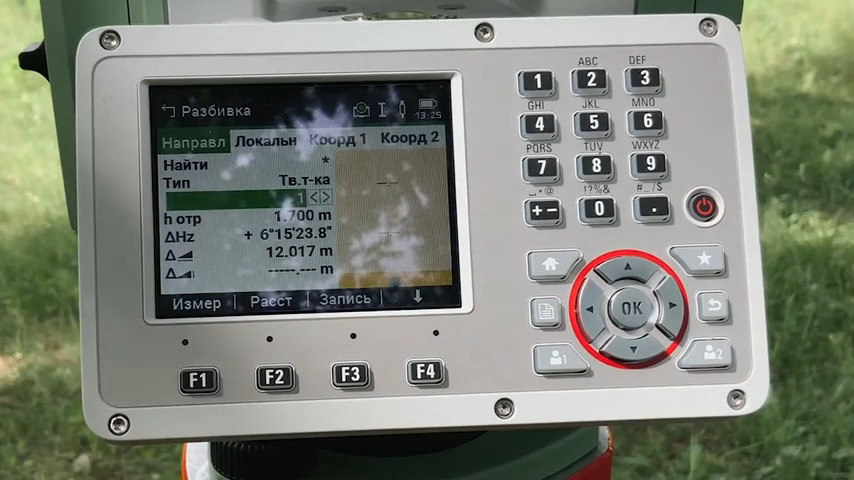 Разбивка
13 25
Направл Локальн Коорд 1 Коорд 2
Найти *
Тип Тв.т-ка
1
h отр 1.700 m
ΔHz + 6°15'23.8"
Δ 12.017 m
Δ -----.--- m
Измер Расст Запись ↓
F1 F2 F3 F4
ABC DEF
1 2 3
GHI JKL MNO
4 5 6
PQRS TUV WXYZ
7 8 9
!?%& #_/$
+− 0 .
OK
1 2